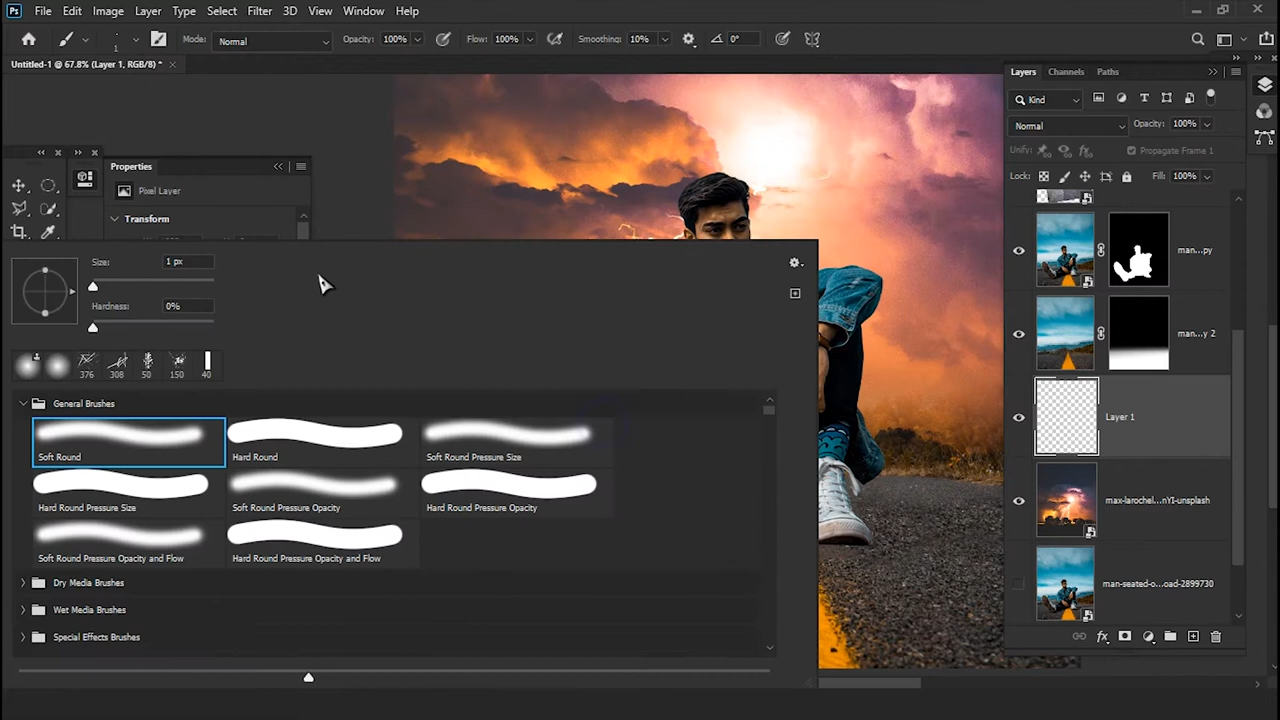 Ps File Edit Image Layer Type Select Filter 3D View Window Help
1 Mode: Normal Opacity: 100% Flow: 100% Smoothing: 10% 0°
Untitled-1 @ 67.8% (Layer 1, RGB/8) *
Properties
Pixel Layer
Transform
Size: 1 px
Hardness: 0%
376 308 50 150 40
General Brushes
Soft Round Hard Round Soft Round Pressure Size
Hard Round Pressure Size Soft Round Pressure Opacity Hard Round Pressure Opacity
Soft Round Pressure Opacity and Flow Hard Round Pressure Opacity and Flow
Dry Media Brushes
Wet Media Brushes
Special Effects Brushes
Layers Channels Paths
Kind
Normal Opacity: 100%
Unify: Propagate Frame 1
Lock: Fill: 100%
man...py
man...y 2
Layer 1
max-larochel...nYI-unsplash
man-seated-o...oad-2899730
fx